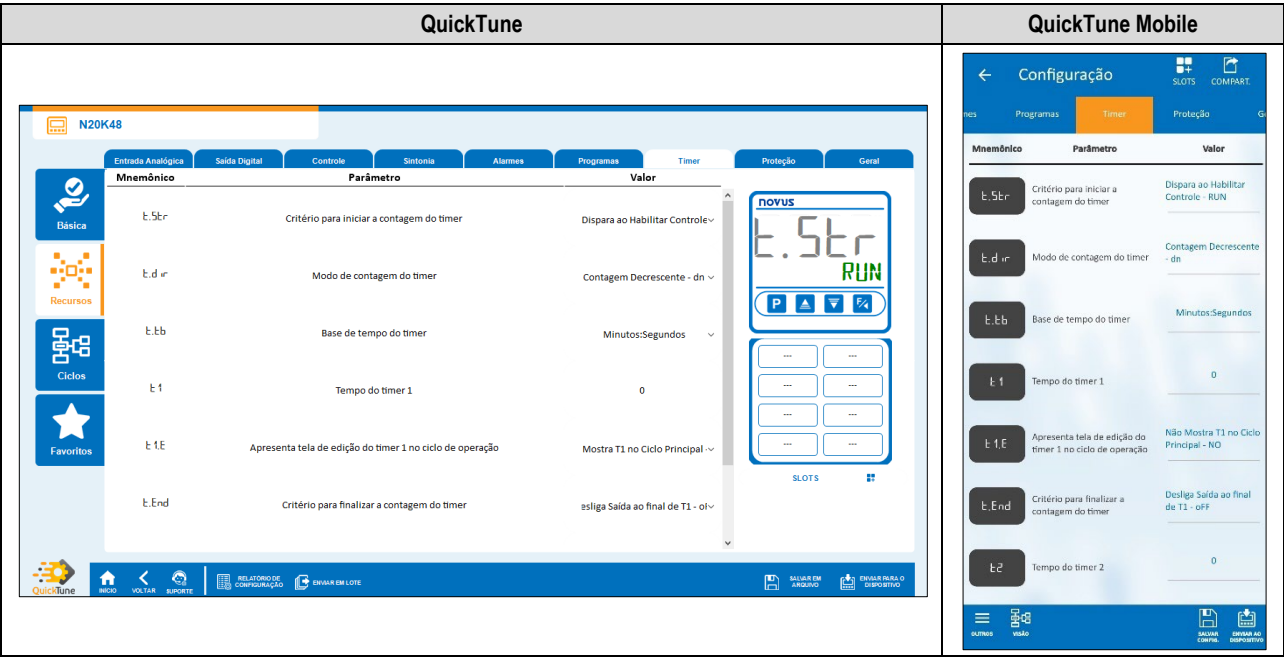 QuickTune
QuickTune Mobile
N20K48
Entrada Analógica Saída Digital Controle Sintonia Alarmes Programas Timer Proteção Geral
Mnemônico Parâmetro Valor
Básica
Recursos
Ciclos
Favoritos
t.Str Critério para iniciar a contagem do timer Dispara ao Habilitar Controle
t.d ir Modo de contagem do timer Contagem Decrescente - dn
t.tb Base de tempo do timer Minutos:Segundos
t 1 Tempo do timer 1 0
t 1.E Apresenta tela de edição do timer 1 no ciclo de operação Mostra T1 no Ciclo Principal -
t.End Critério para finalizar a contagem do timer esliga Saída ao final de T1 - of
novus
t.Str
RUN
P F/
--- ---
--- ---
--- ---
--- ---
SLOTS
QuickTune
INÍCIO VOLTAR SUPORTE
RELATÓRIO DE
CONFIGURAÇÃO
ENVIAR EM LOTE
SALVAR EM
ARQUIVO
ENVIAR PARA O
DISPOSITIVO
Configuração
SLOTS COMPART.
nes Programas Timer Proteção G
Mnemônico Parâmetro Valor
t.Str
Critério para iniciar a
contagem do timer
Dispara ao Habilitar
Controle - RUN
t.d ir
Modo de contagem do timer
Contagem Decrescente
- dn
t.tb
Base de tempo do timer
Minutos:Segundos
t 1
Tempo do timer 1
0
t 1.E
Apresenta tela de edição do
timer 1 no ciclo de operação
Não Mostra T1 no Ciclo
Principal - NO
t.End
Critério para finalizar a
contagem do timer
Desliga Saída ao final
de T1 - oFF
t2
Tempo do timer 2
0
OUTROS VISÃO
SALVAR
CONFIG.
ENVIAR AO
DISPOSITIVO